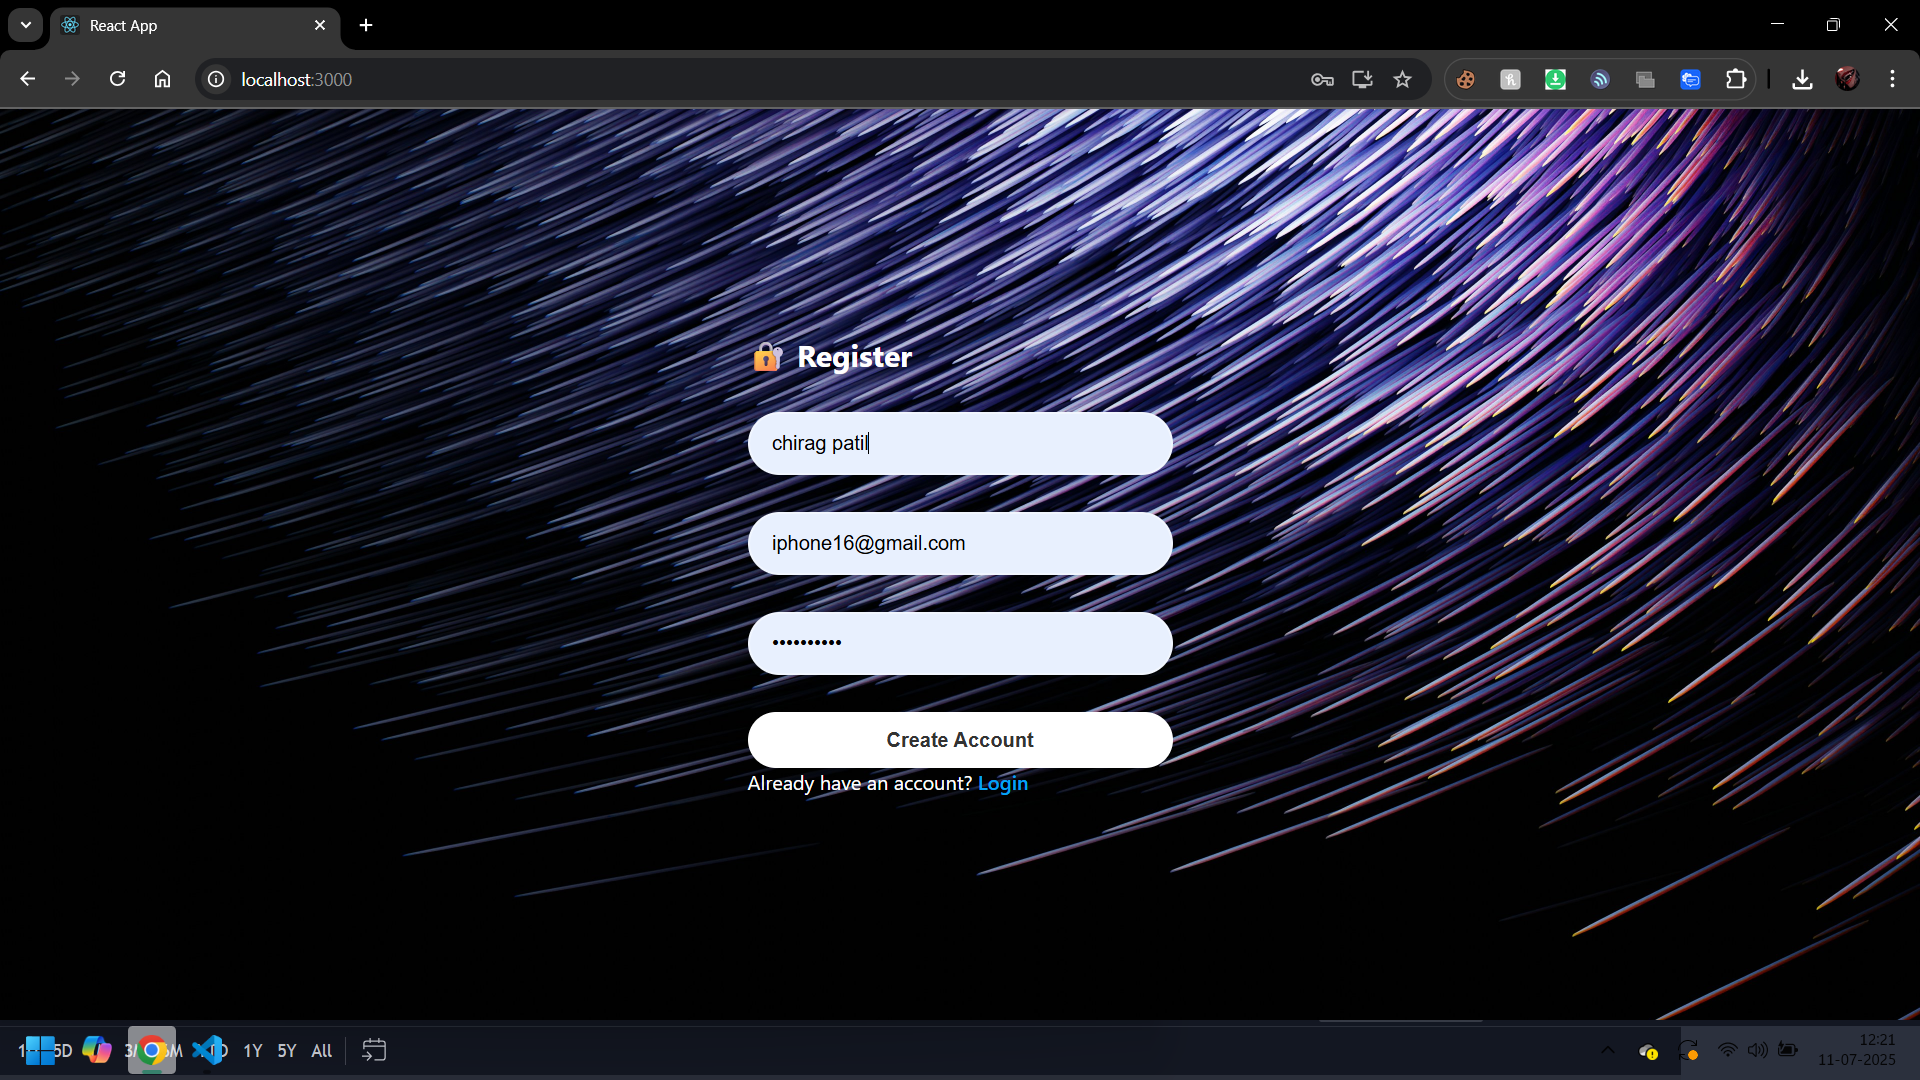 React App
localhost:3000
Register
chirag patil
iphone16@gmail.com
••••••••••
Create Account
Already have an account? Login
5D 1Y 5Y All
12:21
11-07-2025